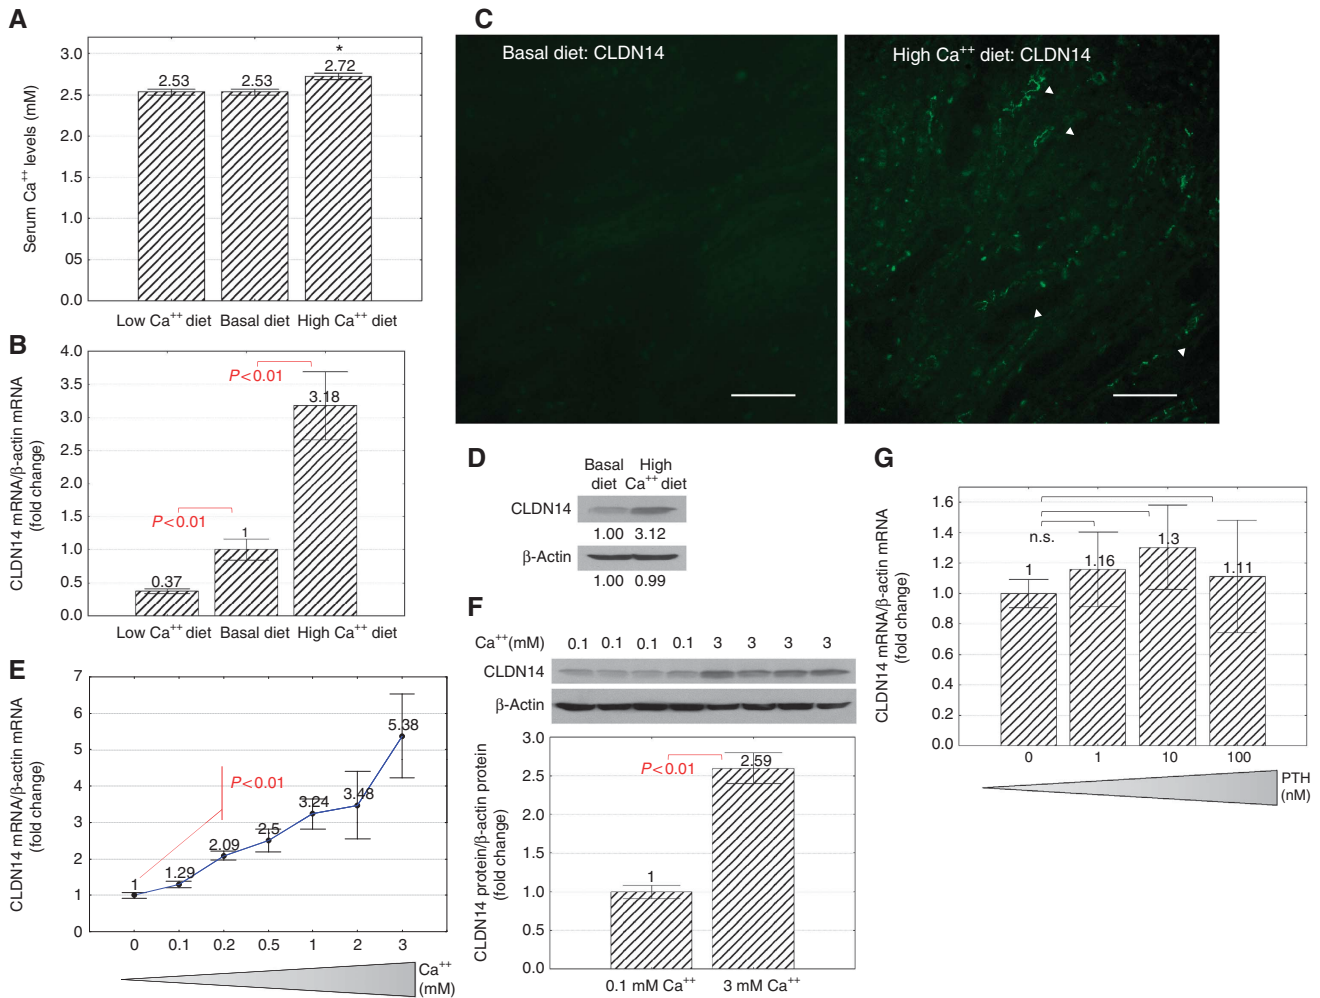 A
3.0
2.5
2.0
1.5
1.0
05
0.0
Serum Ca++ levels (mM)
2.53
2.53
*
2.72
Low Ca++ diet
Basal diet
High Ca++ diet
B
4.0
3.5
3.0
2.5
2.0
1.5
1.0
0.5
0.0
CLDN14 mRNA/β-actin mRNA
(fold change)
P<0.01
P<0.01
0.37
1
3.18
Low Ca++ diet
Basal diet
High Ca++ diet
C
Basal diet: CLDN14
High Ca++ diet: CLDN14
D
Basal
diet
High
Ca++ diet
CLDN14
1.00 3.12
β-Actin
1.00 0.99
E
7
6
5
4
3
2
1
0
CLDN14 mRNA/β-actin mRNA
(fold change)
P<0.01
1
1.29
2.09
2.5
3.24
3.48
5.38
0 0.1 0.2 0.5 1 2 3
Ca++
(mM)
F
Ca++(mM) 0.1 0.1 0.1 0.1 3 3 3 3
CLDN14
β-Actin
3.0
2.5
2.0
1.5
1.0
0.5
0.0
CLDN14 protein/β-actin protein
(fold change)
P<0.01
1
2.59
0.1 mM Ca++
3 mM Ca++
G
1.6
1.4
1.2
1.0
0.8
0.6
0.4
0.2
0.0
CLDN14 mRNA/β-actin mRNA
(fold change)
n.s.
1
1.16
1.3
1.11
0 1 10 100
PTH
(nM)